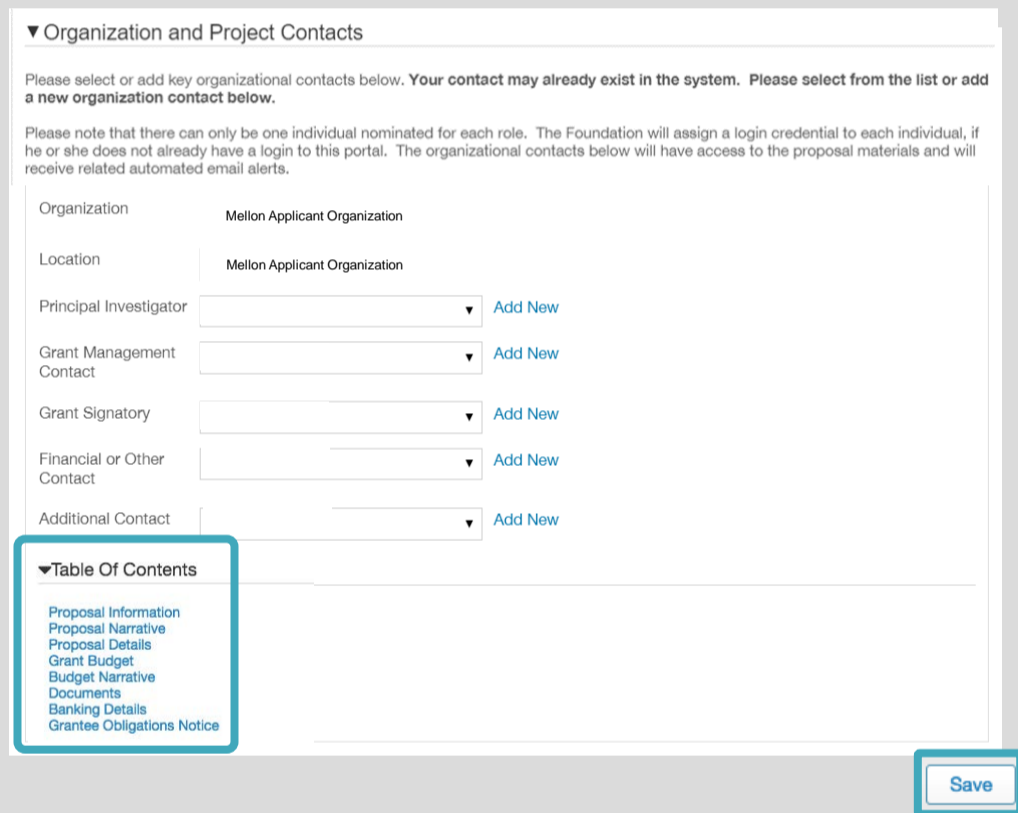 ▼Organization and Project Contacts
Please select or add key organizational contacts below. Your contact may already exist in the system. Please select from the list or add
a new organization contact below.
Please note that there can only be one individual nominated for each role. The Foundation will assign a login credential to each individual, if
he or she does not already have a login to this portal. The organizational contacts below will have access to the proposal materials and will
receive related automated email alerts.
Organization Mellon Applicant Organization
Location Mellon Applicant Organization
Principal Investigator ▼ Add New
Grant Management
Contact ▼ Add New
Grant Signatory ▼ Add New
Financial or Other
Contact ▼ Add New
Additional Contact ▼ Add New
▼Table Of Contents
Proposal Information
Proposal Narrative
Proposal Details
Grant Budget
Budget Narrative
Documents
Banking Details
Grantee Obligations Notice
Save